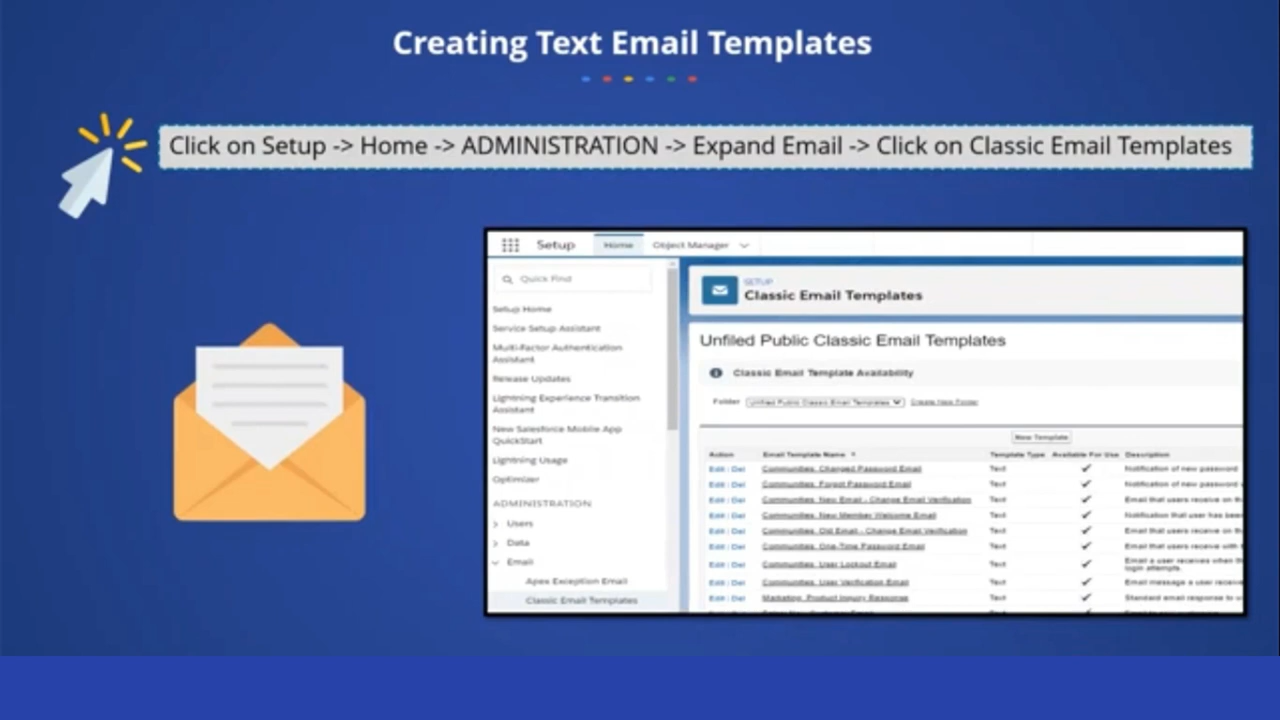 Creating Text Email Templates
Click on Setup -> Home -> ADMINISTRATION -> Expand Email -> Click on Classic Email Templates
Setup Home Object Manager
Quick Find
Setup Home
Service Setup Assistant
Multi-Factor Authentication
Assistant
Release Updates
Lightning Experience Transition
Assistant
New Salesforce Mobile App
QuickStart
Lightning Usage
Optimizer
ADMINISTRATION
Users
Data
Email
Apex Exception Email
Classic Email Templates
SETUP
Classic Email Templates
Unfiled Public Classic Email Templates
Classic Email Template Availability
Folder Unfiled Public Classic Email Templates Create New Folder
New Template
Action Email Template Name Template Type Available For Use Description
Edit | Del Communities: Changed Password Email Text Notification of new password
Edit | Del Communities: Forgot Password Email Text Notification of new password
Edit | Del Communities: New Email - Change Email Verification Text Email that users receive on th
Edit | Del Communities: New Member Welcome Email Text Notification that user has been
Edit | Del Communities: Old Email - Change Email Verification Text Email that users receive on th
Edit | Del Communities: One-Time Password Email Text Email that users receive with
Edit | Del Communities: User Lockout Email Text Email a user receives when th
login attempts.
Edit | Del Communities: User Verification Email Text Email message a user receive
Edit | Del Marketing: Product Inquiry Response Text Standard email response to